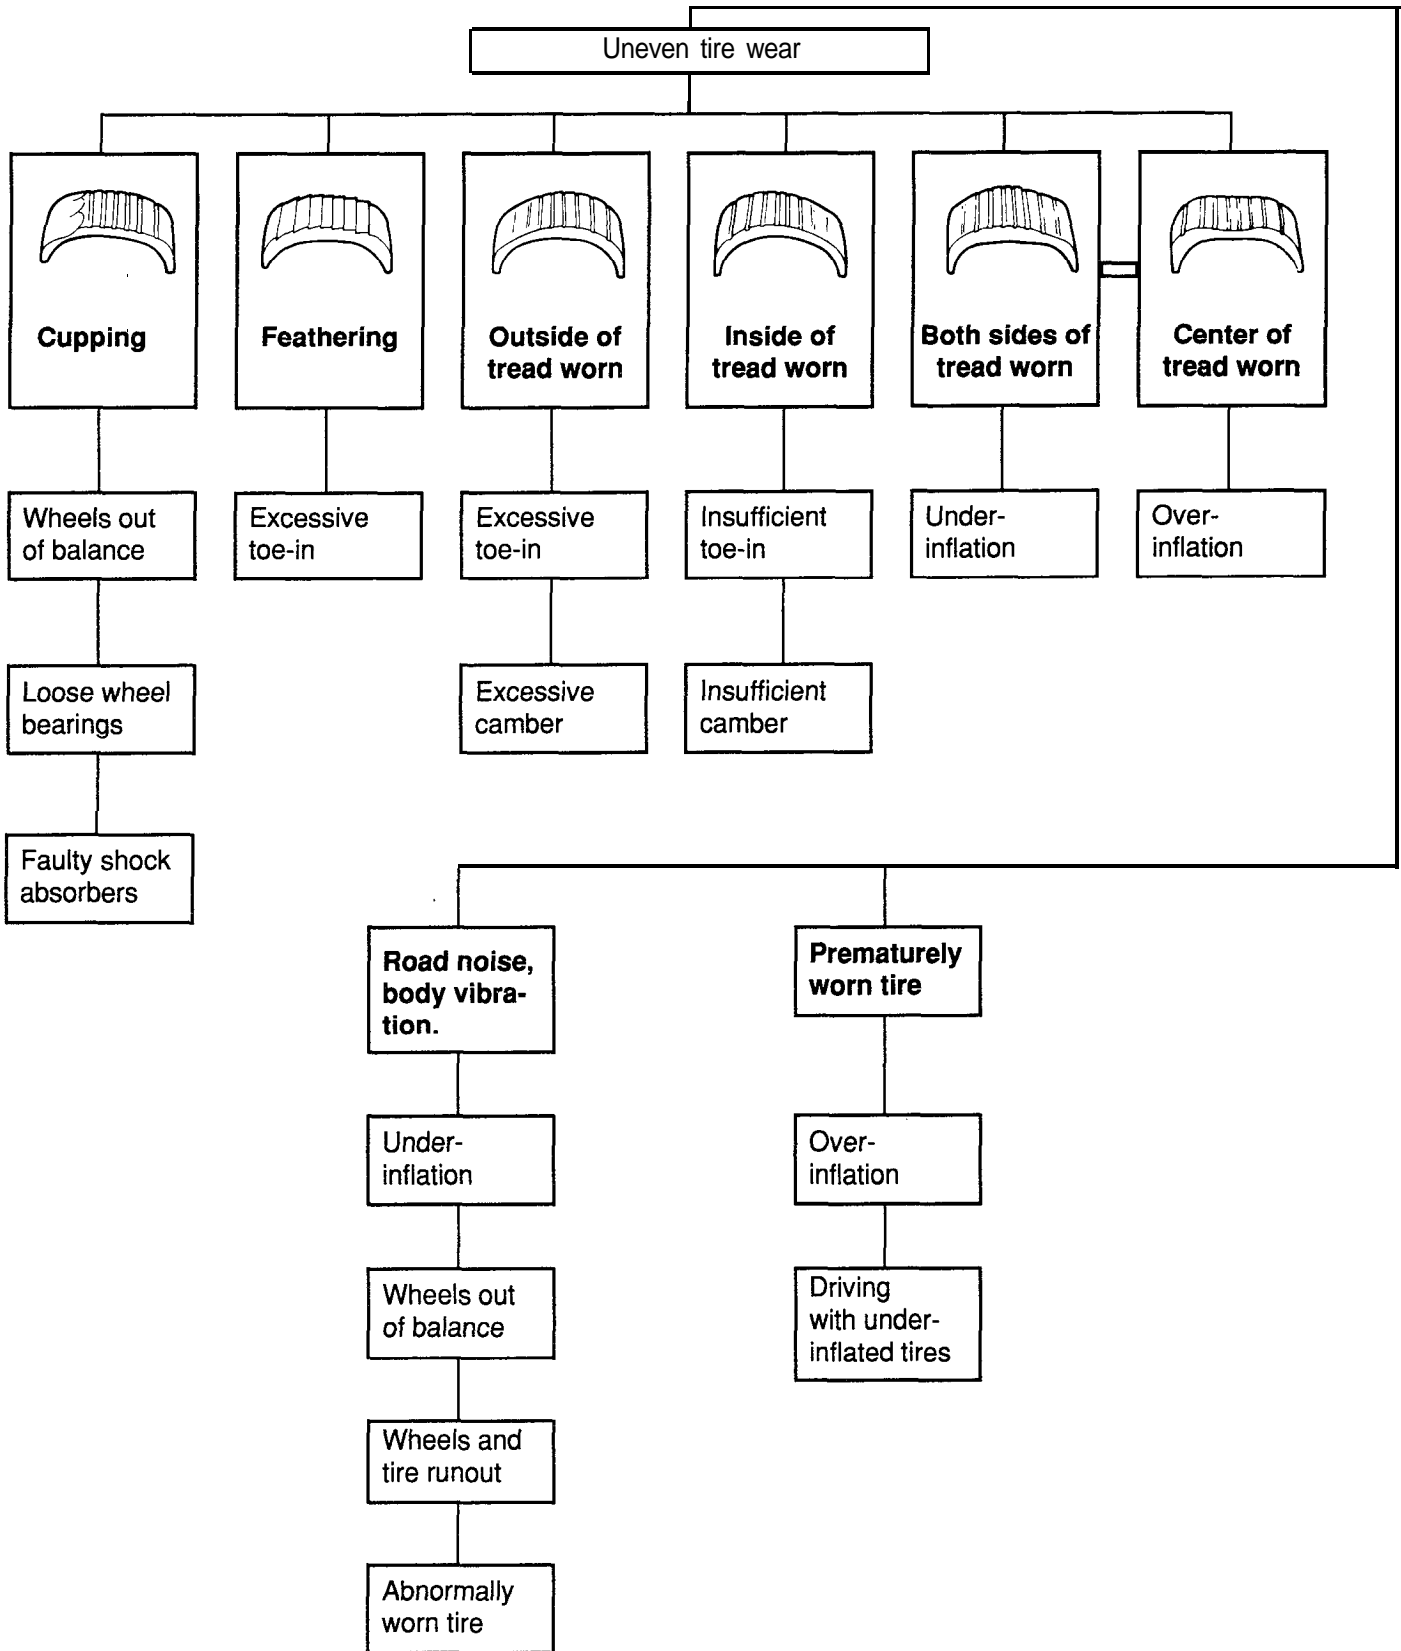 Uneven tire wear
Cupping
Feathering
Outside of
tread worn
Inside of
tread worn
Both sides of
tread worn
Center of
tread worn
Wheels out
of balance
Excessive
toe-in
Excessive
toe-in
Insufficient
toe-in
Under-
inflation
Over-
inflation
Loose wheel
bearings
Excessive
camber
Insufficient
camber
Faulty shock
absorbers
Road noise,
body vibra-
tion.
Prematurely
worn tire
Under-
inflation
Over-
inflation
Wheels out
of balance
Driving
with under-
inflated tires
Wheels and
tire runout
Abnormally
worn tire